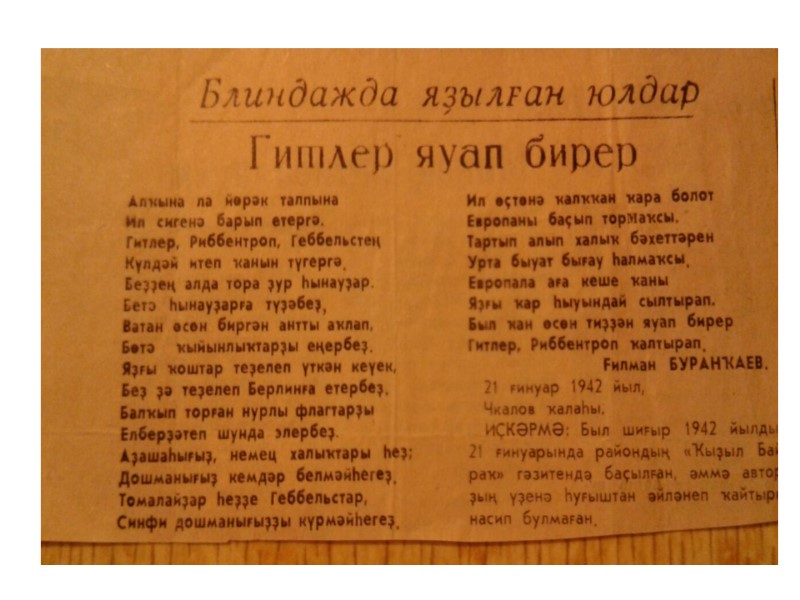 Блиндажда яҙылған юлдар
Гитлер яуап бирер
Алҡына ла йөрәк талпына
Ил сигенә барып етергә.
Гитлер, Риббентроп, Геббельстең
Күлдәй итеп ҡанын түгергә.
Беҙҙең алда тора ҙур һынауҙар.
Бөтә һынауҙарға түҙәбеҙ,
Ватан өсөн биргән антты аҡлап,
Бөтә ҡыйынлыҡтарҙы еңербеҙ.
Яҙғы ҡоштар теҙелеп үткән кеүек,
Беҙ ҙә теҙелеп Берлинға етербеҙ.
Балҡып торған нурлы флагтарҙы
Елберҙәтеп шунда элербеҙ.
Аҙашаһығыҙ, немец халыҡтары һеҙ;
Дошманығыҙ кемдәр белмәйһегеҙ.
Томалайҙар һеҙҙе Геббельстар,
Синфи дошманығыҙҙы күрмәйһегеҙ.
Ил өҫтөнә ҡалҡҡан ҡара болот
Европаны баҫып тормаҡсы.
Тартып алып халыҡ бәхеттәрен
Урта быуат бығау һалмаҡсы.
Европала аға кеше ҡаны
Яҙғы ҡар һыуындай сылтырап.
Был ҡан өсөн тиҙҙән яуап бирер
Гитлер, Риббентроп ҡалтырап.
Ғилман БУРАНҠАЕВ.
21 ғинуар 1942 йыл,
Чкалов ҡалаһы.
ИҪКӘРМӘ: Был шиғыр 1942 йылды
21 ғинуарында райондың «Ҡыҙыл Бай
раҡ» гәзитендә баҫылған, әммә автор
ҙың үҙенә һуғыштан әйләнеп ҡайтыр
насип булмаған.